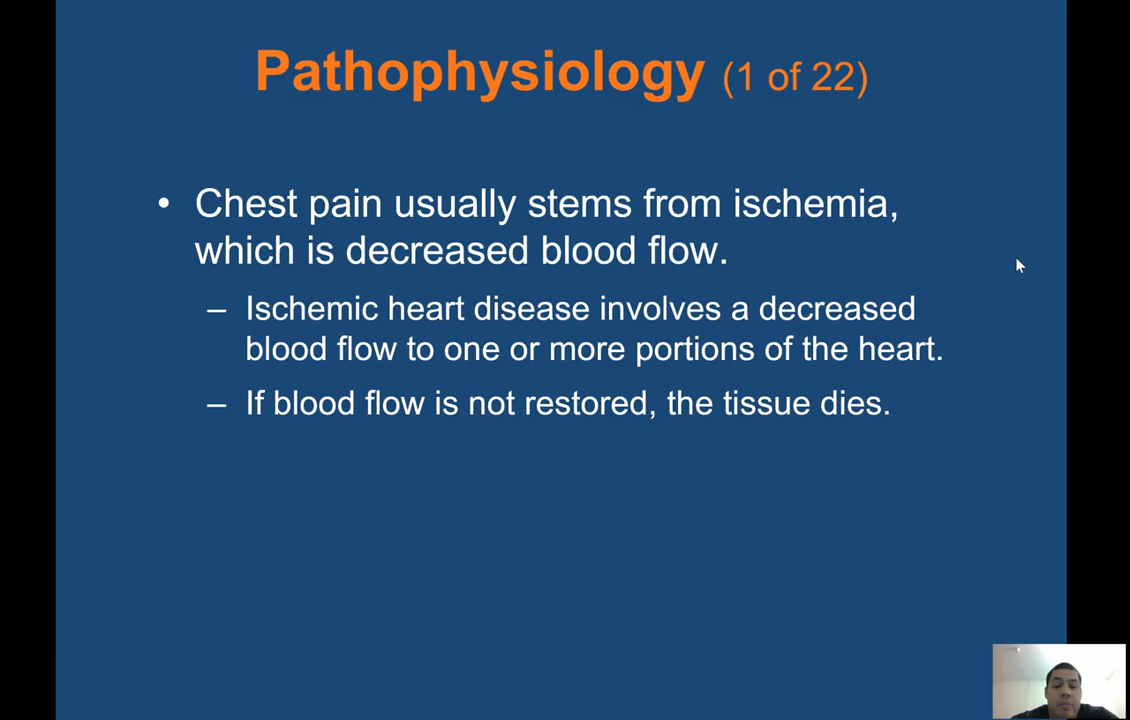 Pathophysiology (1 of 22)
• Chest pain usually stems from ischemia,
which is decreased blood flow.
– Ischemic heart disease involves a decreased
blood flow to one or more portions of the heart.
– If blood flow is not restored, the tissue dies.